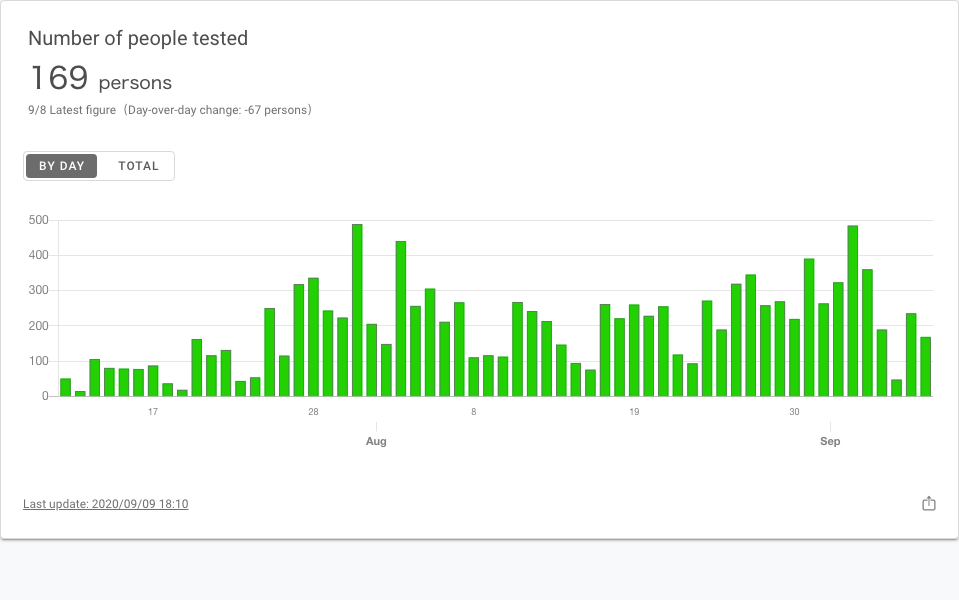 Number of people tested
169 persons
9/8 Latest figure（Day-over-day change: -67 persons）
BY DAY TOTAL
500
400
300
200
100
0
17 28 8 19 30
Aug Sep
Last update: 2020/09/09 18:10